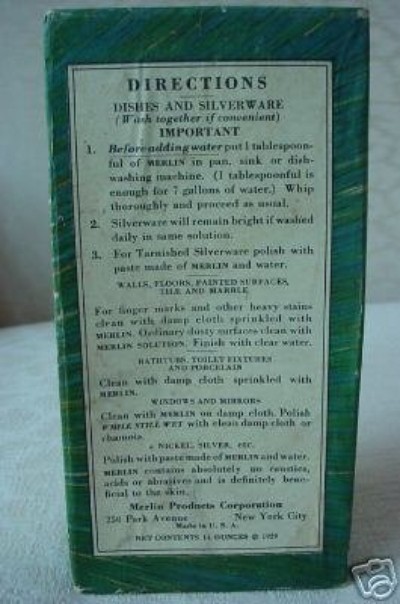 DIRECTIONS
DISHES AND SILVERWARE
(Wash together if convenient)
IMPORTANT
1. Before adding water put 1 tablespoon-
ful of MERLIN in pan, sink or dish-
washing machine. (1 tablespoonful is
enough for 7 gallons of water.) Whip
thoroughly and proceed as usual.
2. Silverware will remain bright if washed
daily in same solution.
3. For Tarnished Silverware polish with
paste made of MERLIN and water.
WALLS, FLOORS, PAINTED SURFACES,
TILE AND MARBLE
For finger marks and other heavy stains
clean with damp cloth sprinkled with
MERLIN. Ordinary dusty surfaces clean with
MERLIN SOLUTION. Finish with clear water.
BATHTUBS, TOILET FIXTURES
AND PORCELAIN
Clean with damp cloth sprinkled with
MERLIN.
WINDOWS AND MIRRORS
Clean with MERLIN on damp cloth. Polish
WHILE STILL WET with clean damp cloth or
chamois.
NICKEL, SILVER, etc.
Polish with paste made of MERLIN and water.
MERLIN contains absolutely no caustics,
acids or abrasives and is definitely bene-
ficial to the skin.
Merlin Products Corporation
250 Park Avenue New York City
Made in U. S. A.
NET CONTENTS 14 OUNCES © 1929
eBay